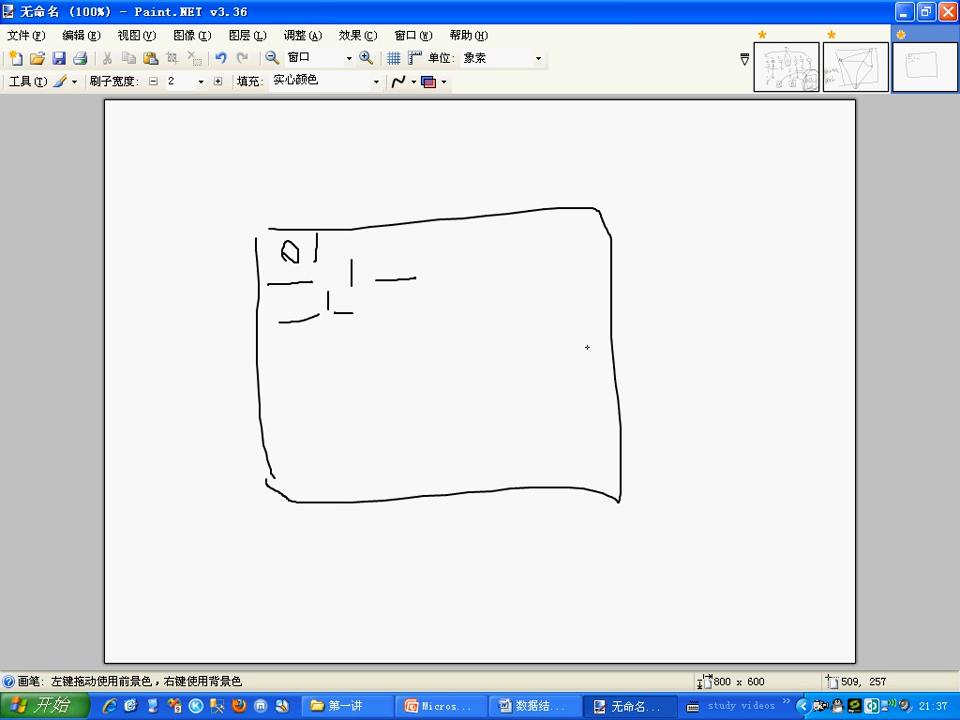 无命名 (100%) - Paint.NET v3.36
文件(F) 编辑(E) 视图(V) 图像(I) 图层(L) 调整(A) 效果(C) 窗口(W) 帮助(H)
窗口 单位: 象素
工具(T) 刷子宽度: 2 填充: 实心颜色
01
画笔: 左键拖动使用前景色，右键使用背景色 800 x 600 509, 257
开始 第一讲 Micros... 数据结... 无命名... study videos 21:37